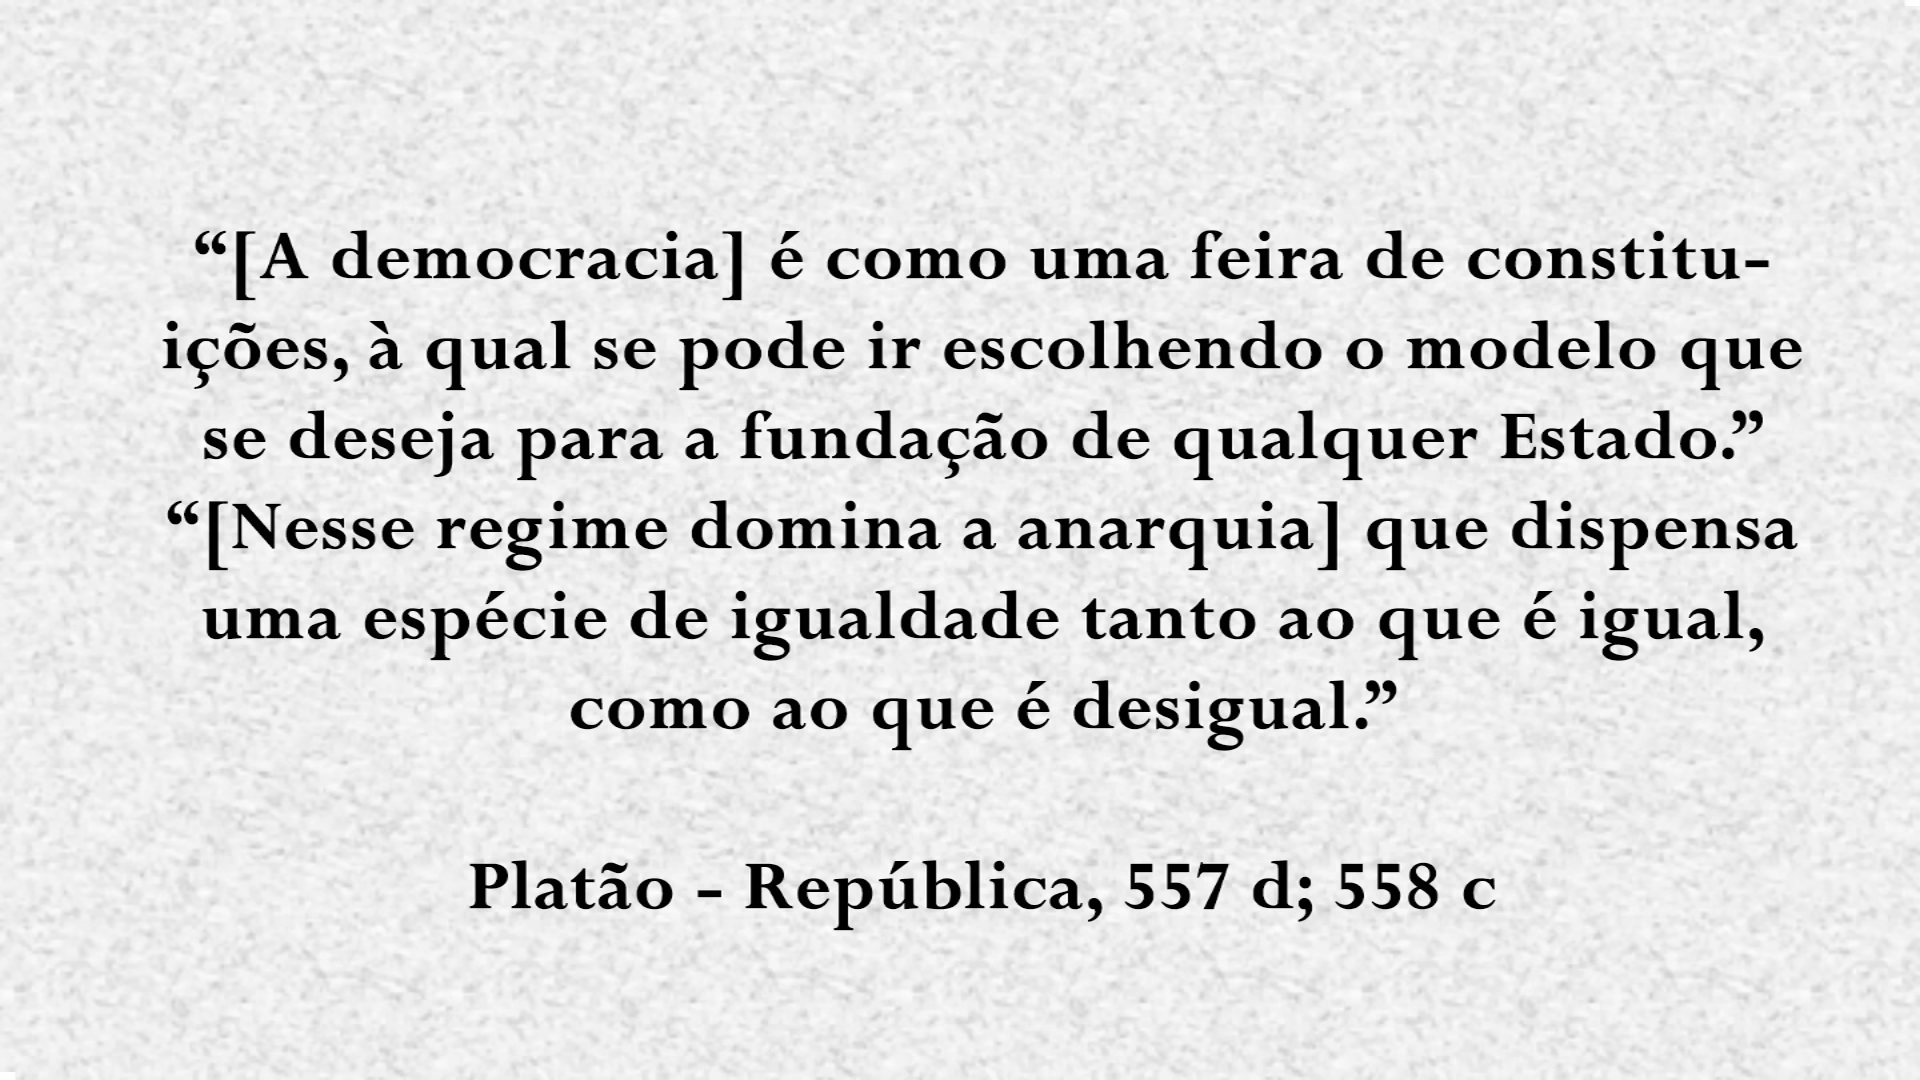 “[A democracia] é como uma feira de constitu-
ições, à qual se pode ir escolhendo o modelo que
se deseja para a fundação de qualquer Estado.”
“[Nesse regime domina a anarquia] que dispensa
uma espécie de igualdade tanto ao que é igual,
como ao que é desigual.”
Platão - República, 557 d; 558 c